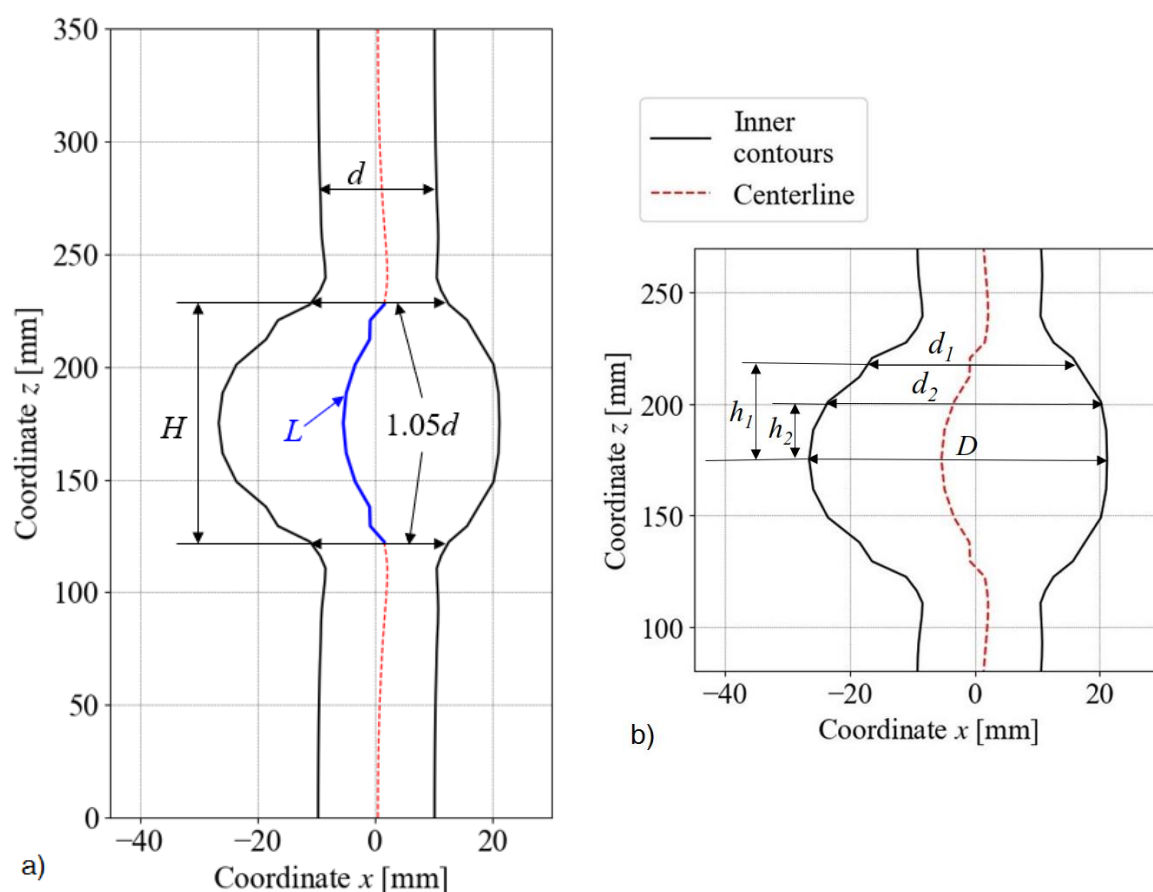 350
300
250
200
150
100
50
0
−40
−20
0
20
Coordinate z [mm]
Coordinate x [mm]
d
H
L
1.05d
a)
Inner
contours
Centerline
250
200
150
100
−40
−20
0
20
Coordinate z [mm]
Coordinate x [mm]
d1
d2
h1
h2
D
b)